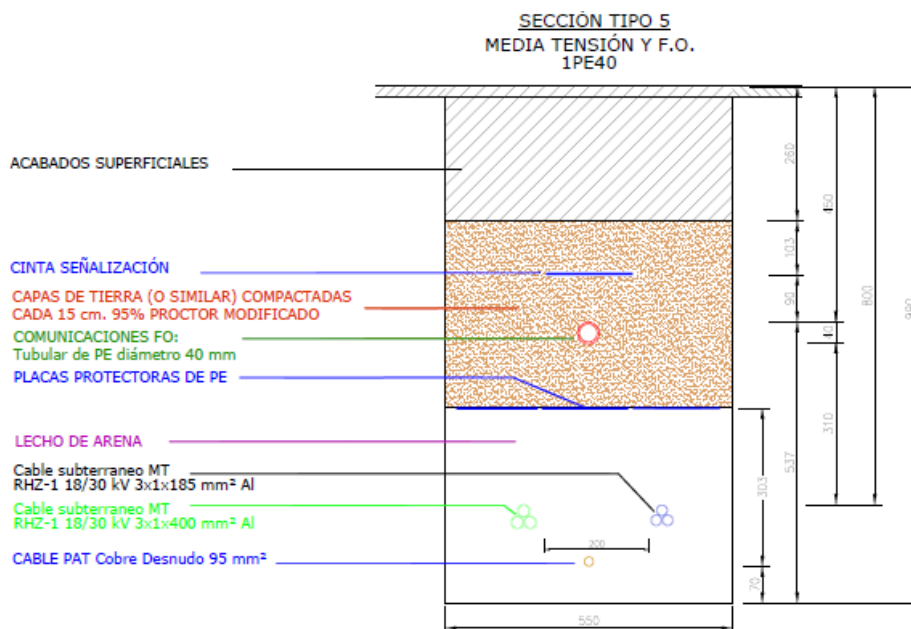 SECCIÓN TIPO 5
MEDIA TENSIÓN Y F.O.
1PE40
ACABADOS SUPERFICIALES
CINTA SEÑALIZACIÓN
CAPAS DE TIERRA (O SIMILAR) COMPACTADAS
CADA 15 cm. 95% PROCTOR MODIFICADO
COMUNICACIONES FO:
Tubular de PE diámetro 40 mm
PLACAS PROTECTORAS DE PE
LECHO DE ARENA
Cable subterraneo MT
RHZ-1 18/30 kV 3x1x185 mm² Al
Cable subterraneo MT
RHZ-1 18/30 kV 3x1x400 mm² Al
CABLE PAT Cobre Desnudo 95 mm²
200
550
303
70
260
103
90
537
450
40
310
800
990